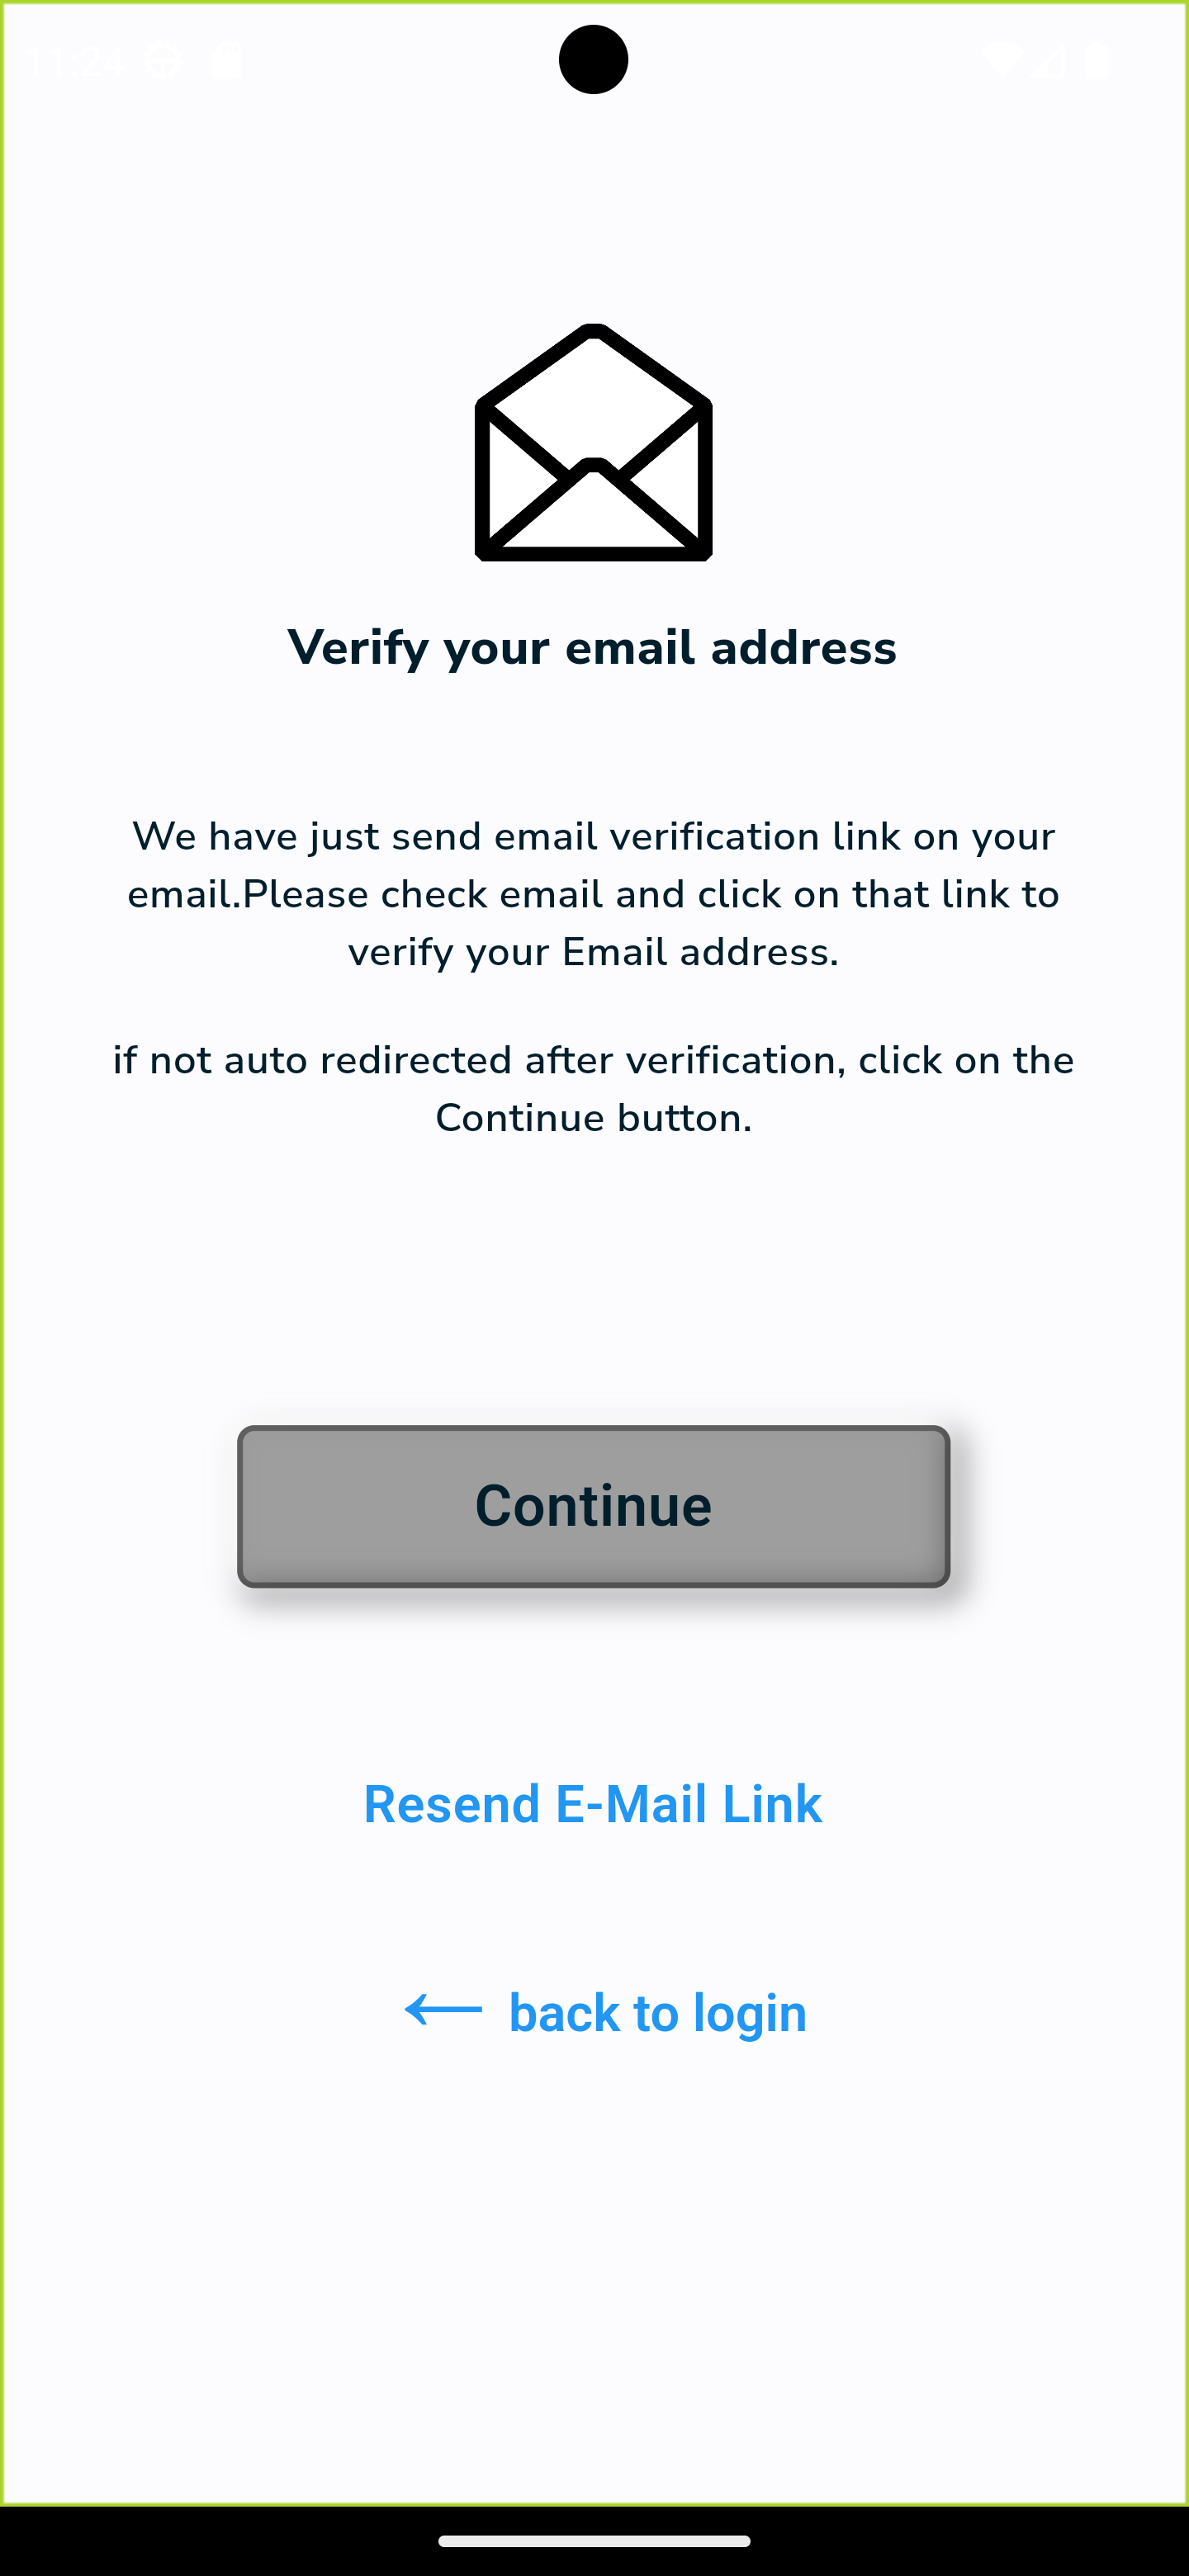 11:24
Verify your email address
We have just send email verification link on your
email.Please check email and click on that link to
verify your Email address.
if not auto redirected after verification, click on the
Continue button.
Continue
Resend E-Mail Link
back to login